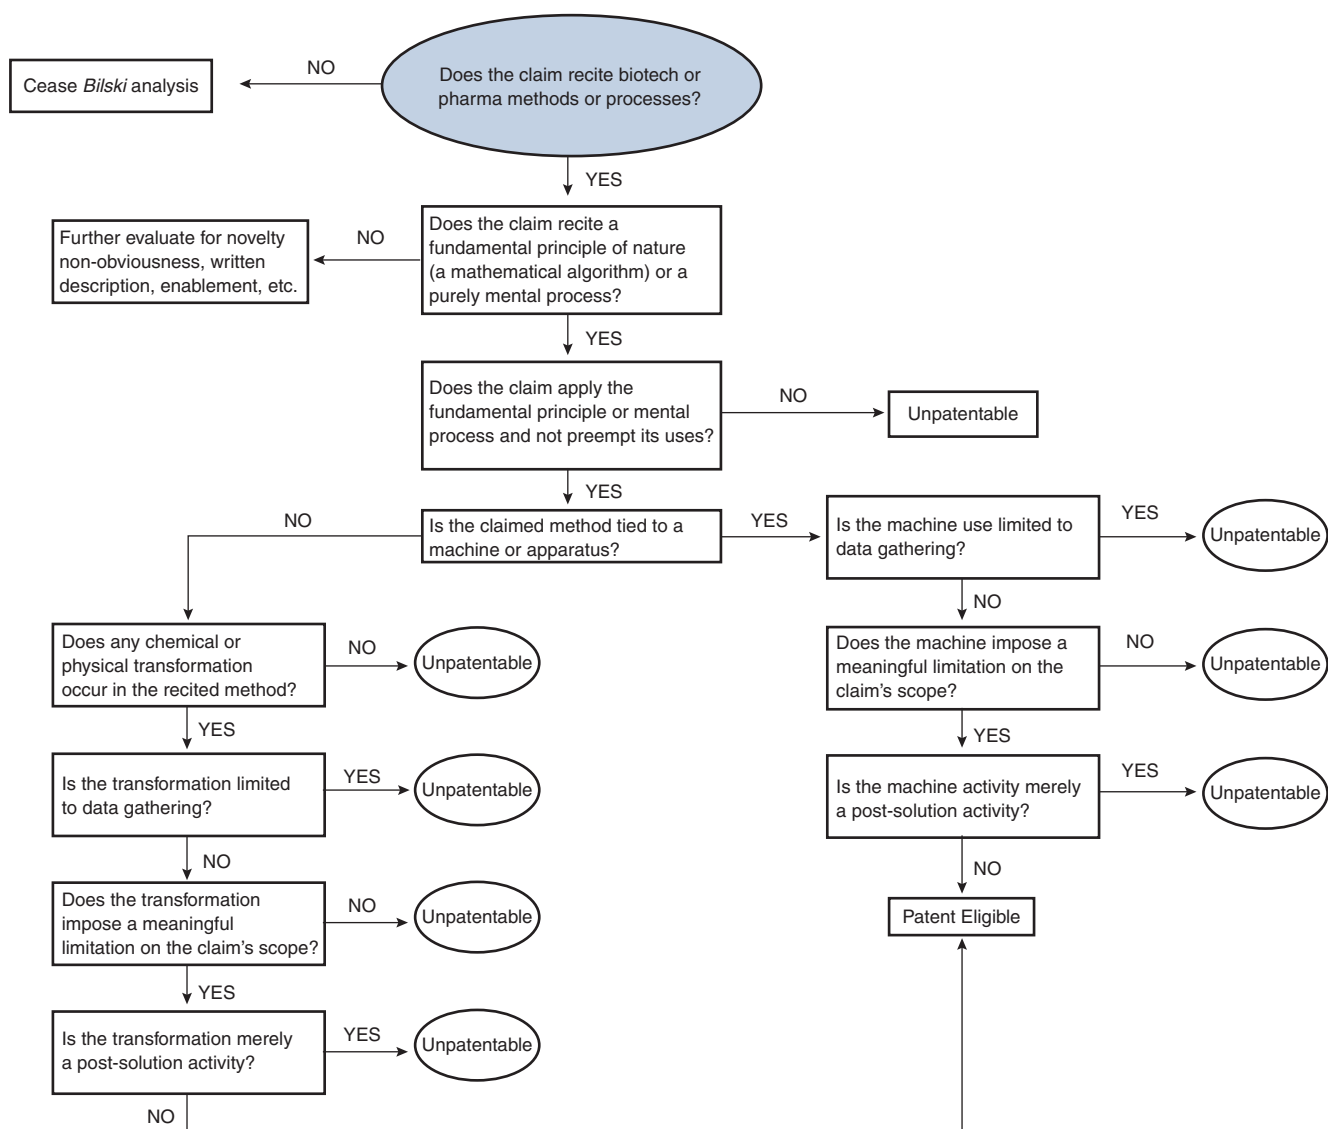 Does the claim recite biotech or
pharma methods or processes?
NO
Cease Bilski analysis
YES
Does the claim recite a
fundamental principle of nature
(a mathematical algorithm) or a
purely mental process?
NO
Further evaluate for novelty
non-obviousness, written
description, enablement, etc.
YES
Does the claim apply the
fundamental principle or mental
process and not preempt its uses?
NO
Unpatentable
YES
Is the claimed method tied to a
machine or apparatus?
NO
YES
Is the machine use limited to
data gathering?
YES
Unpatentable
NO
Does the machine impose a
meaningful limitation on the
claim’s scope?
NO
Unpatentable
YES
Is the machine activity merely
a post-solution activity?
YES
Unpatentable
NO
Patent Eligible
Does any chemical or
physical transformation
occur in the recited method?
NO
Unpatentable
YES
Is the transformation limited
to data gathering?
YES
Unpatentable
NO
Does the transformation
impose a meaningful
limitation on the claim’s scope?
NO
Unpatentable
YES
Is the transformation merely
a post-solution activity?
YES
Unpatentable
NO